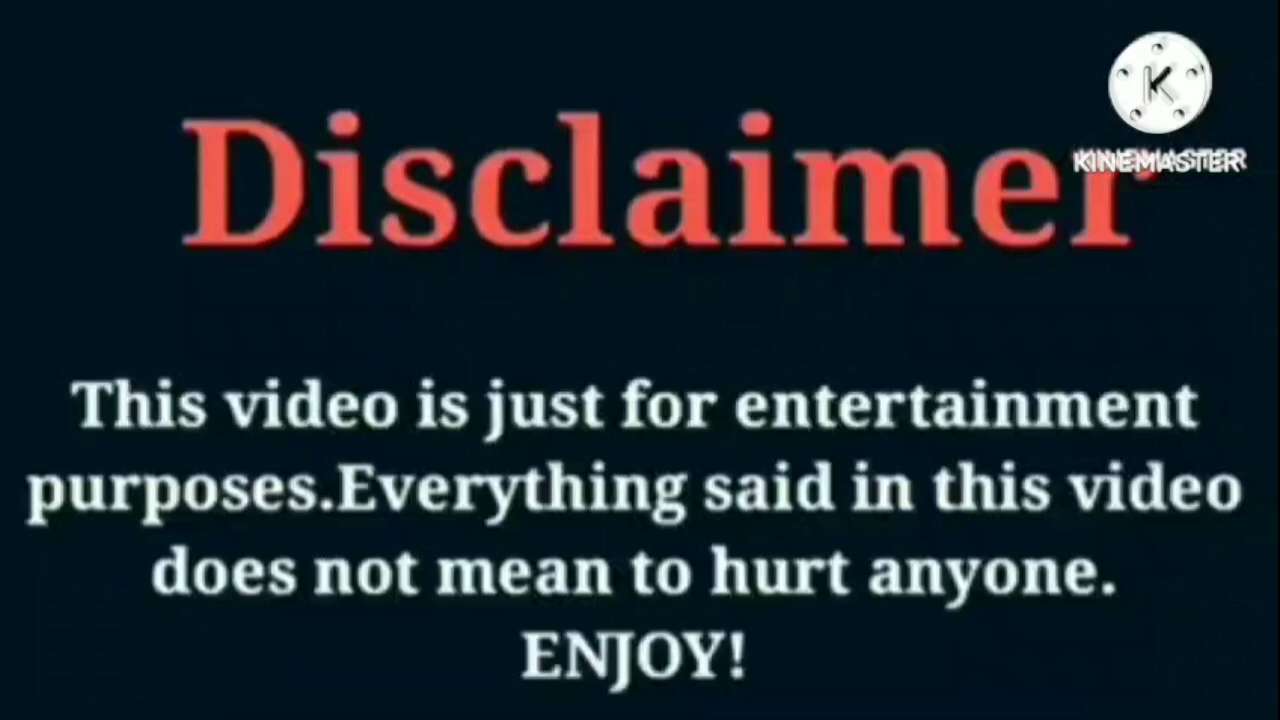 K
KINEMASTER
Disclaimer
This video is just for entertainment
purposes.Everything said in this video
does not mean to hurt anyone.
ENJOY!